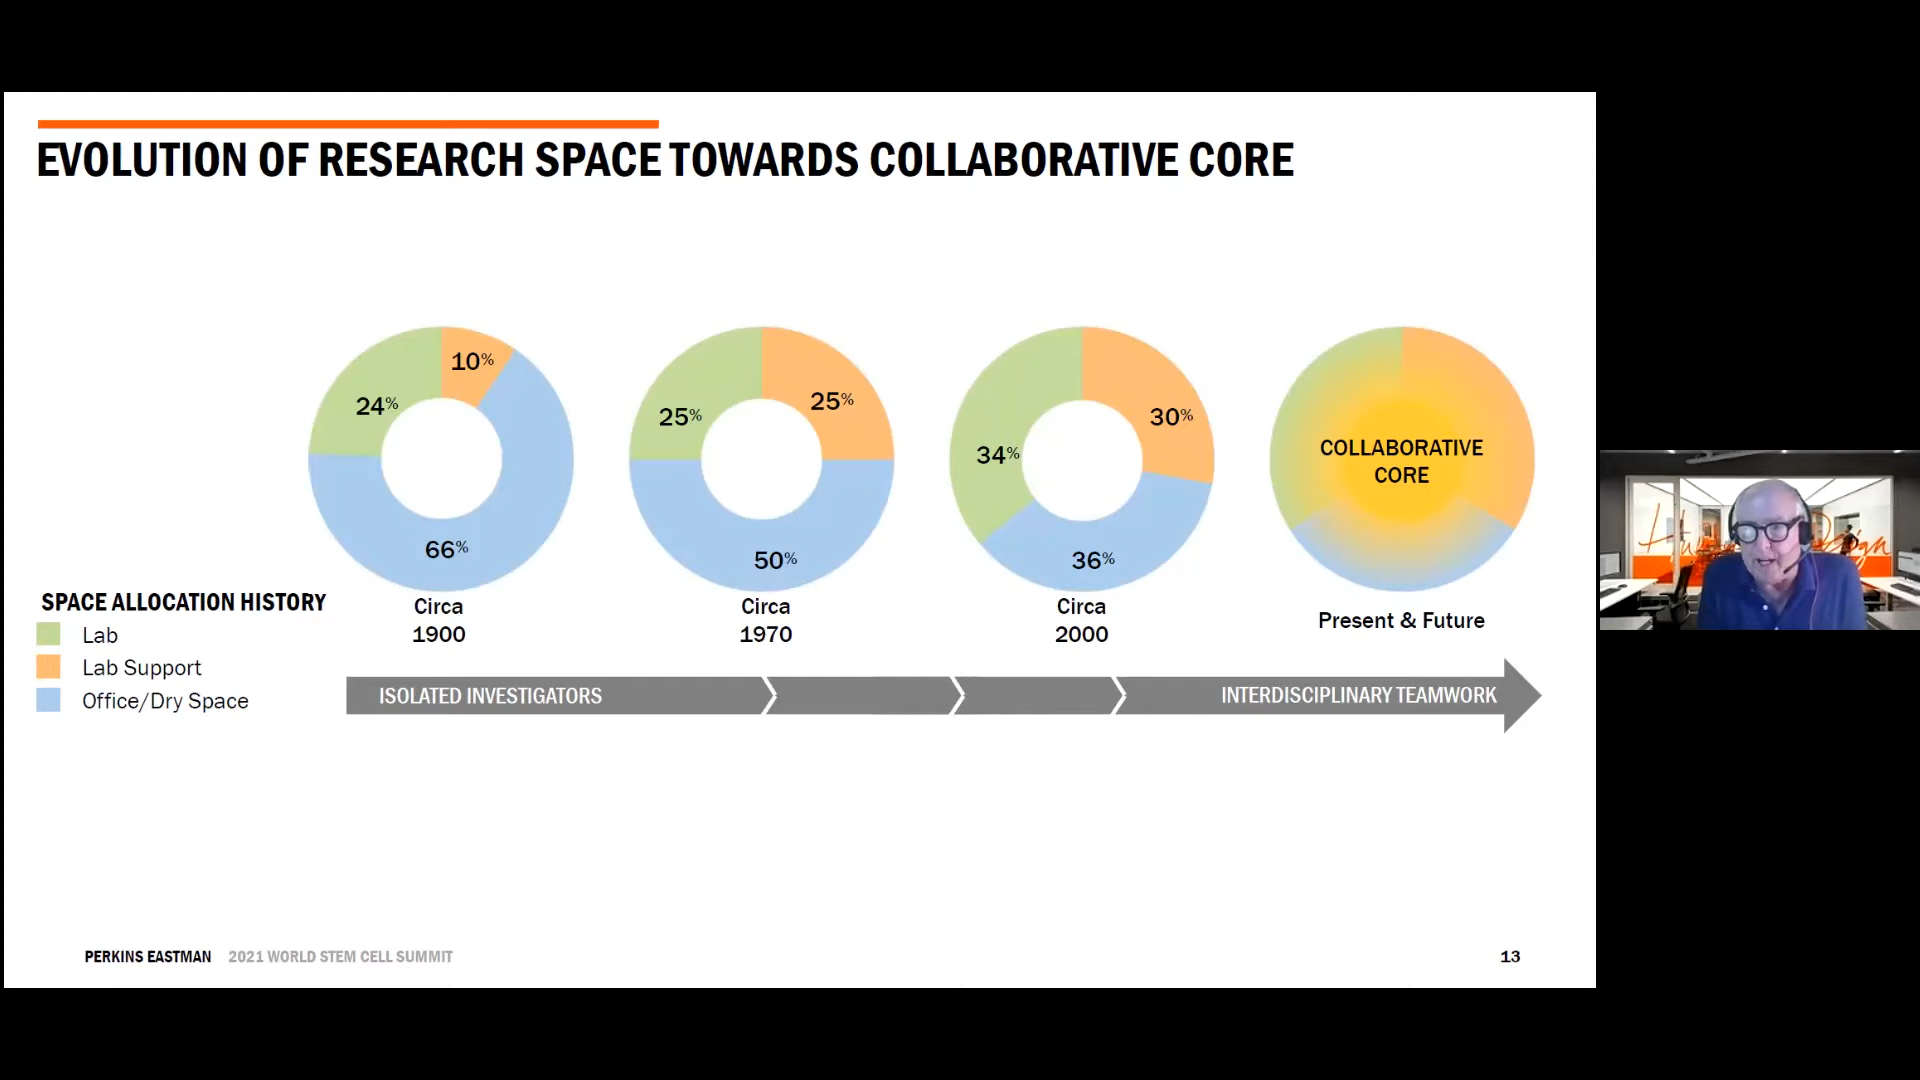 EVOLUTION OF RESEARCH SPACE TOWARDS COLLABORATIVE CORE
24%
10%
66%
25%
25%
50%
34%
30%
36%
COLLABORATIVE
CORE
Circa
1900
Circa
1970
Circa
2000
Present & Future
SPACE ALLOCATION HISTORY
Lab
Lab Support
Office/Dry Space
ISOLATED INVESTIGATORS
INTERDISCIPLINARY TEAMWORK
PERKINS EASTMAN 2021 WORLD STEM CELL SUMMIT
13